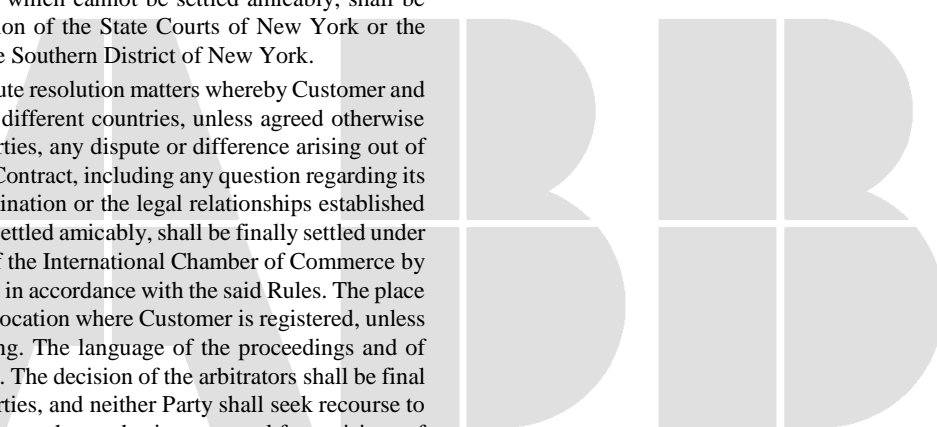 which cannot be settled amicably, shall be
ion of the State Courts of New York or the
e Southern District of New York.
ute resolution matters whereby Customer and
different countries, unless agreed otherwise
rties, any dispute or difference arising out of
Contract, including any question regarding its
ination or the legal relationships established
ettled amicably, shall be finally settled under
f the International Chamber of Commerce by
in accordance with the said Rules. The place
ocation where Customer is registered, unless
ng. The language of the proceedings and of
. The decision of the arbitrators shall be final
rties, and neither Party shall seek recourse to
ABB